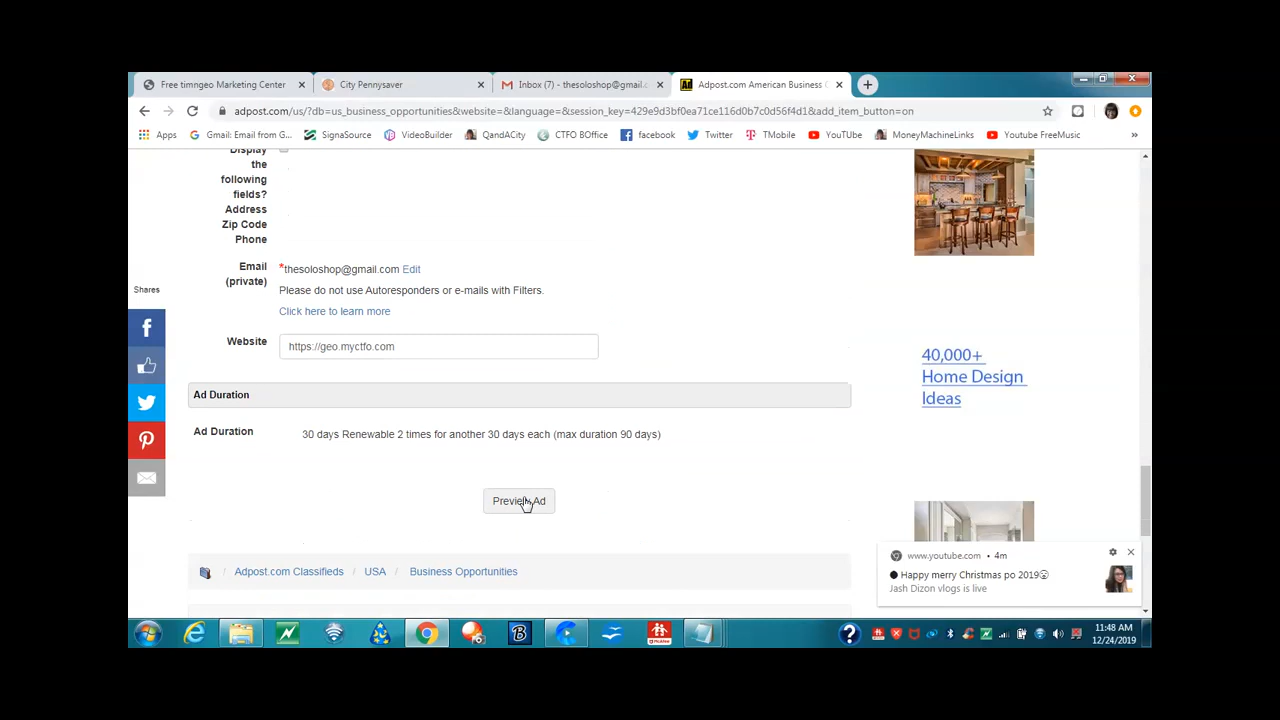 Free timngeo Marketing Center
City Pennysaver
Inbox (7) - thesoloshop@gmail.c
Adpost.com American Business
adpost.com/us/?db=us_business_opportunities&website=&language=&session_key=429e9d3bf0ea71ce116d0b7c0d56f4d1&add_item_button=on
Apps
Gmail: Email from G...
SignaSource
VideoBuilder
QandACity
CTFO BOffice
facebook
Twitter
TMobile
YouTUbe
MoneyMachineLinks
Youtube FreeMusic
»
Display
the
following
fields?
Address
Zip Code
Phone
Email
(private)
*thesoloshop@gmail.com Edit
Please do not use Autoresponders or e-mails with Filters.
Click here to learn more
Shares
Website
https://geo.myctfo.com
40,000+
Home Design
Ideas
Ad Duration
Ad Duration
30 days Renewable 2 times for another 30 days each (max duration 90 days)
Preview Ad
/ Adpost.com Classifieds / USA / Business Opportunities
www.youtube.com • 4m
Happy merry Christmas po 2019
Jash Dizon vlogs is live
11:48 AM
12/24/2019